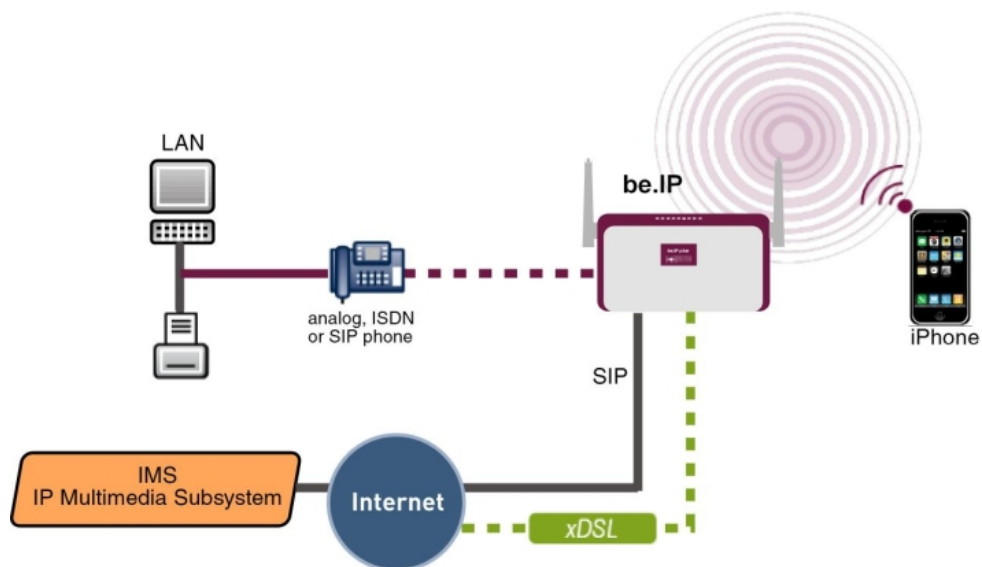 LAN
be.IP
analog, ISDN
or SIP phone
iPhone
SIP
IMS
IP Multimedia Subsystem
Internet
xDSL